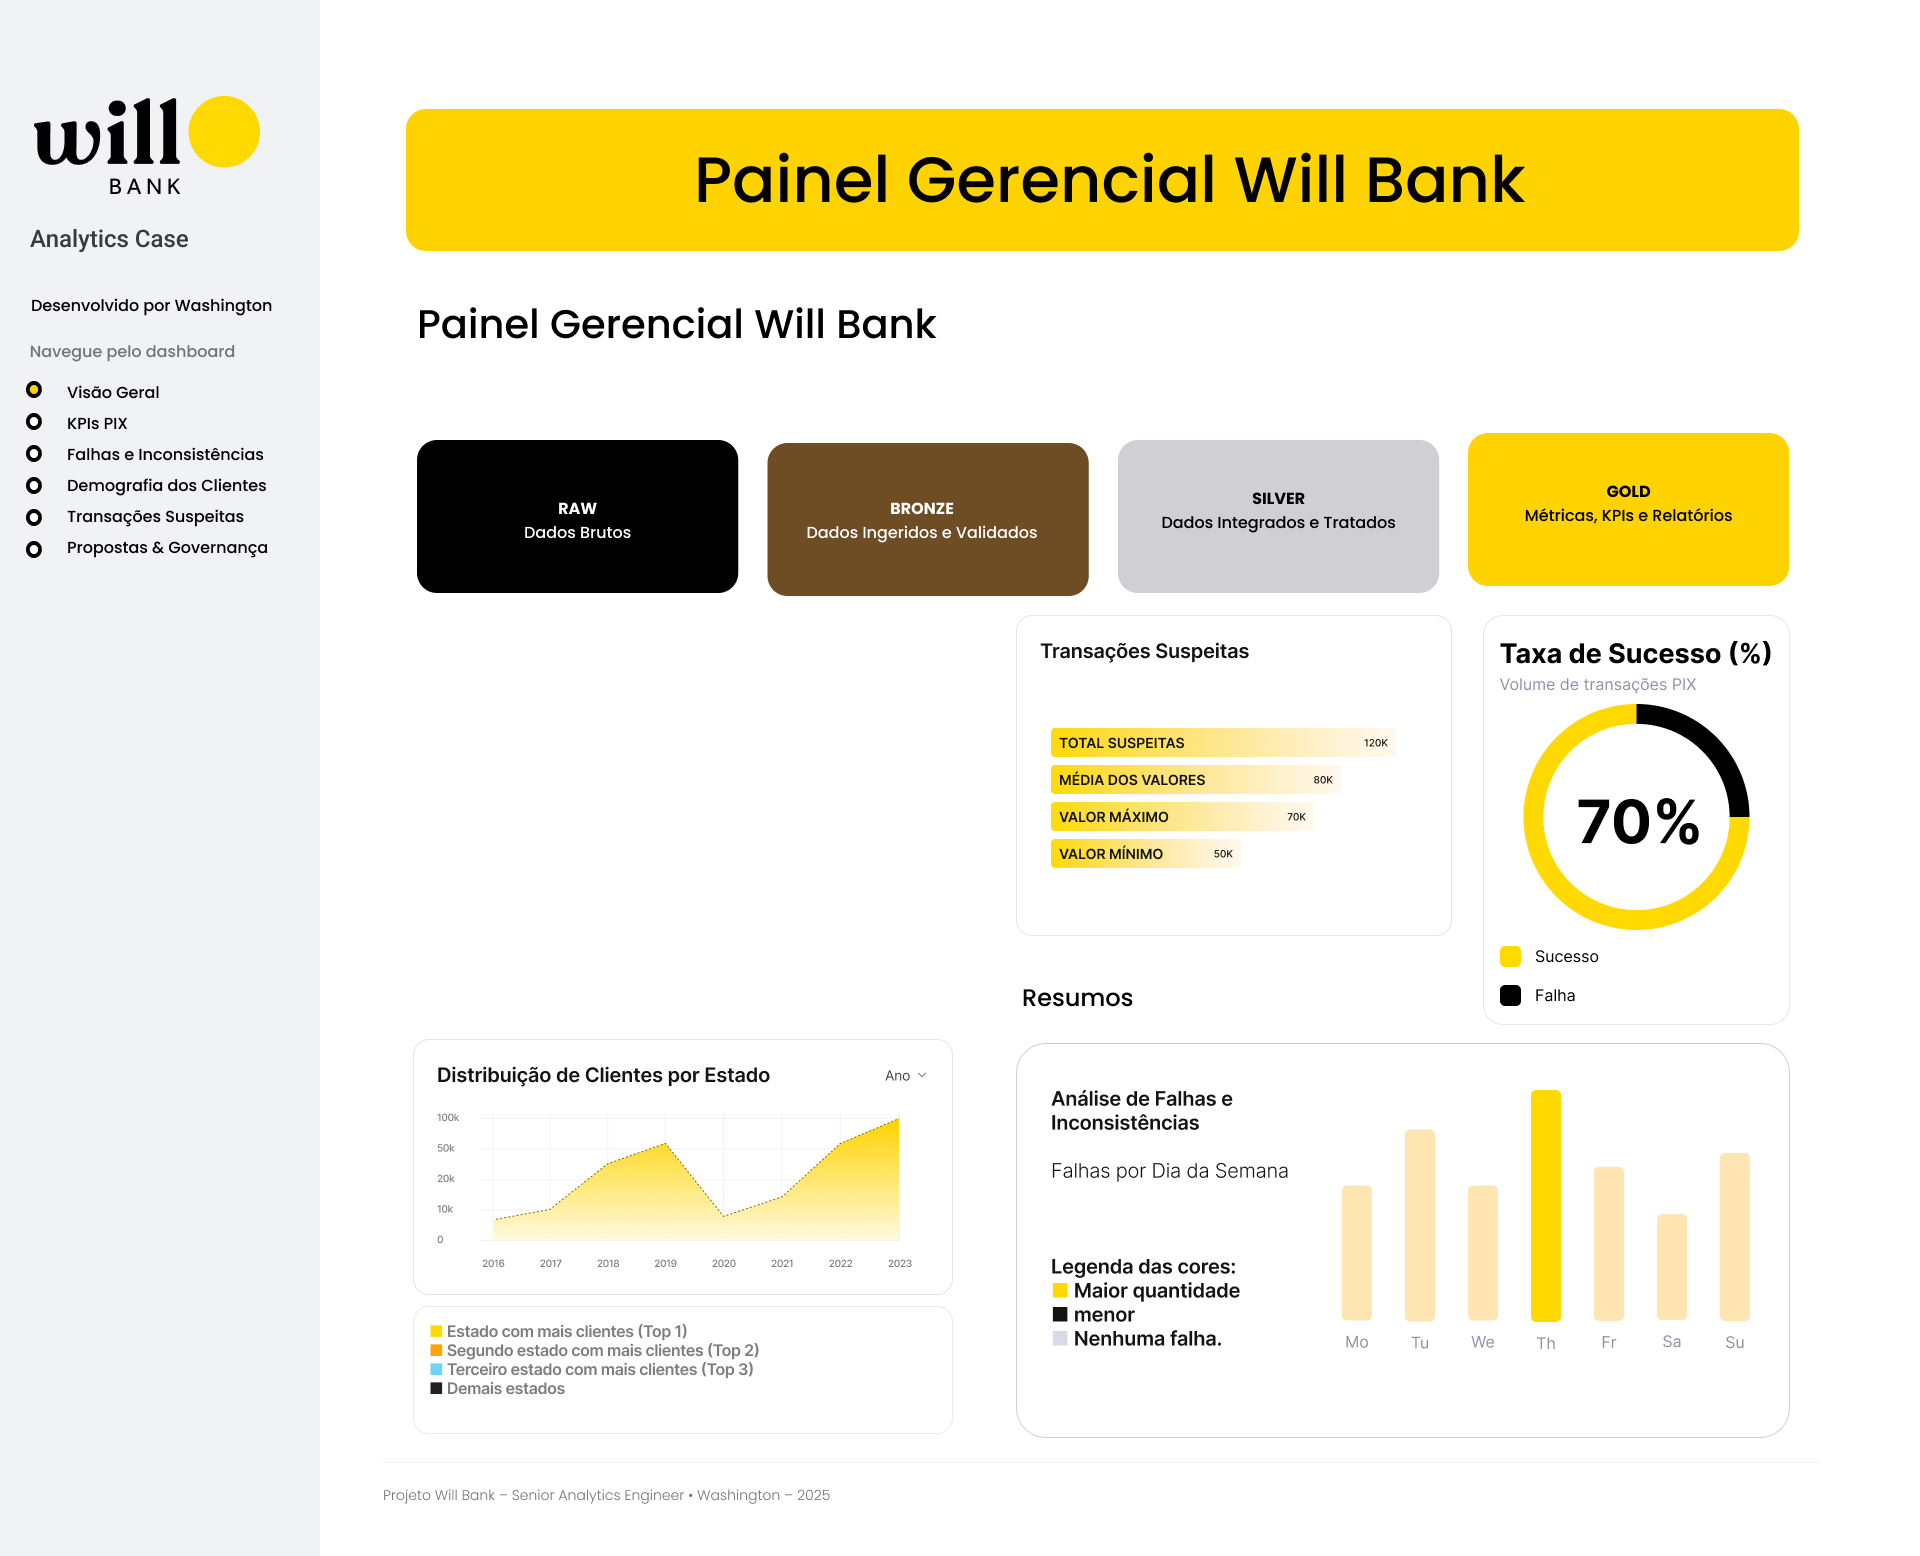 will
BANK
Analytics Case
Desenvolvido por Washington
Navegue pelo dashboard
Visão Geral
KPIs PIX
Falhas e Inconsistências
Demografia dos Clientes
Transações Suspeitas
Propostas & Governança
Painel Gerencial Will Bank
Painel Gerencial Will Bank
RAW
Dados Brutos
BRONZE
Dados Ingeridos e Validados
SILVER
Dados Integrados e Tratados
GOLD
Métricas, KPIs e Relatórios
Transações Suspeitas
TOTAL SUSPEITAS 120K
MÉDIA DOS VALORES 80K
VALOR MÁXIMO 70K
VALOR MÍNIMO 50K
Taxa de Sucesso (%)
Volume de transações PIX
70%
Sucesso
Falha
Resumos
Distribuição de Clientes por Estado
Ano
100k
50k
20k
10k
0
2016 2017 2018 2019 2020 2021 2022 2023
Estado com mais clientes (Top 1)
Segundo estado com mais clientes (Top 2)
Terceiro estado com mais clientes (Top 3)
Demais estados
Análise de Falhas e
Inconsistências
Falhas por Dia da Semana
Legenda das cores:
Maior quantidade
menor
Nenhuma falha.
Mo Tu We Th Fr Sa Su
Projeto Will Bank – Senior Analytics Engineer • Washington – 2025